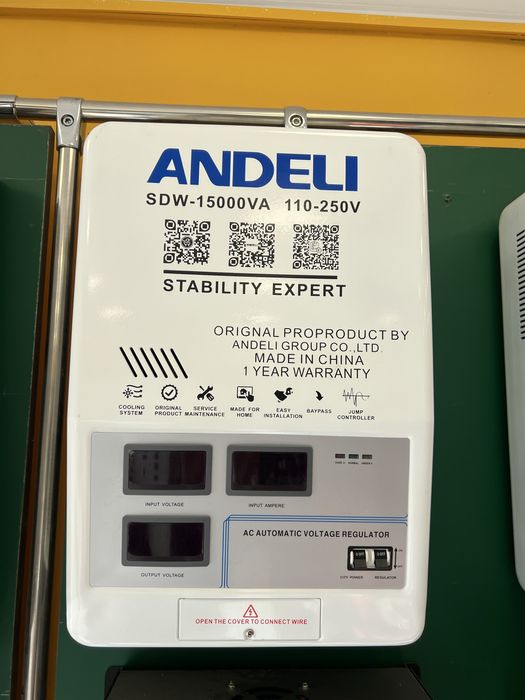 ANDELI
SDW-15000VA 110-250V
STABILITY EXPERT
ORIGNAL PROPRODUCT BY
ANDELI GROUP CO.,LTD.
MADE IN CHINA
1 YEAR WARRANTY
COOLING SYSTEM
ORIGINAL PRODUCT
SERVICE MAINTENANCE
MADE FOR HOME
EASY INSTALLATION
BAYPASS
JUMP CONTROLLER
INPUT VOLTAGE
INPUT AMPERE
OUTPUT VOLTAGE
AC AUTOMATIC VOLTAGE REGULATOR
CITY POWER
REGULATOR
OPEN THE COVER TO CONNECT WIRE